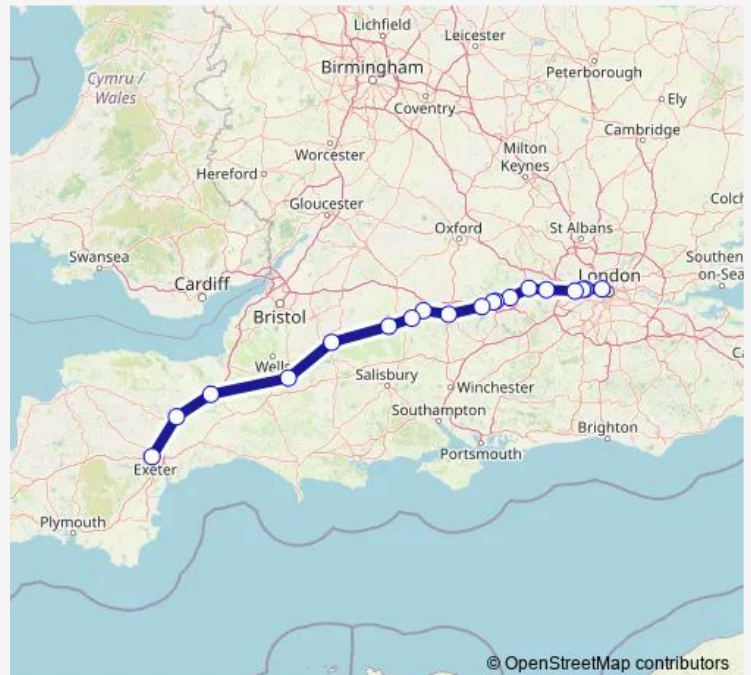 Lichfield
Leicester
Birmingham
Peterborough
Cymru /
Wales
Coventry
Ely
Cambridge
Worcester
Milton
Keynes
Hereford
Gloucester
Colch
Oxford
St Albans
Swansea
London
Southen
on-Sea
Cardiff
Bristol
Wells
Salisbury
Winchester
Southampton
Brighton
Portsmouth
Exeter
Plymouth
© OpenStreetMap contributors